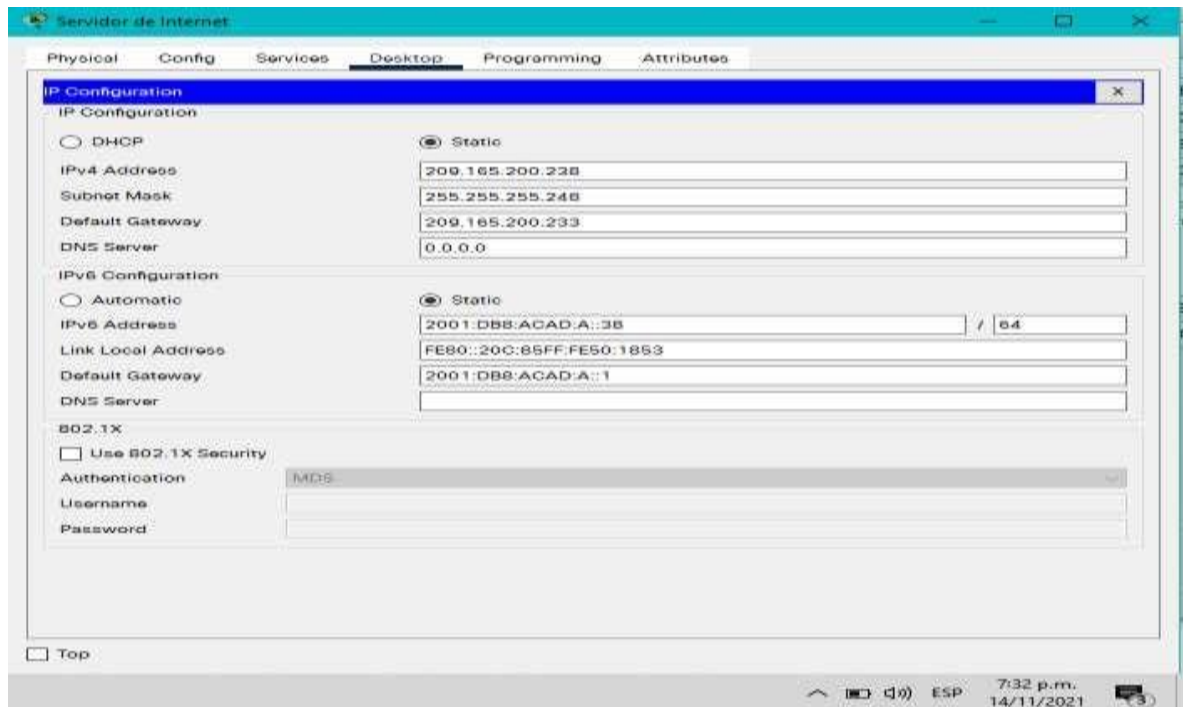 Servidor de Internet
Physical Config Services Desktop Programming Attributes
IP Configuration X
IP Configuration
DHCP Static
IPv4 Address 209.165.200.238
Subnet Mask 255.255.255.248
Default Gateway 209.165.200.233
DNS Server 0.0.0.0
IPv6 Configuration
Automatic Static
IPv6 Address 2001:DB8:ACAD:A::38 / 64
Link Local Address FE80::20C:85FF:FE50:1853
Default Gateway 2001:DB8:ACAD:A::1
DNS Server
802.1X
Use 802.1X Security
Authentication MD5
Username
Password
Top
ESP 7:32 p.m.
14/11/2021 3